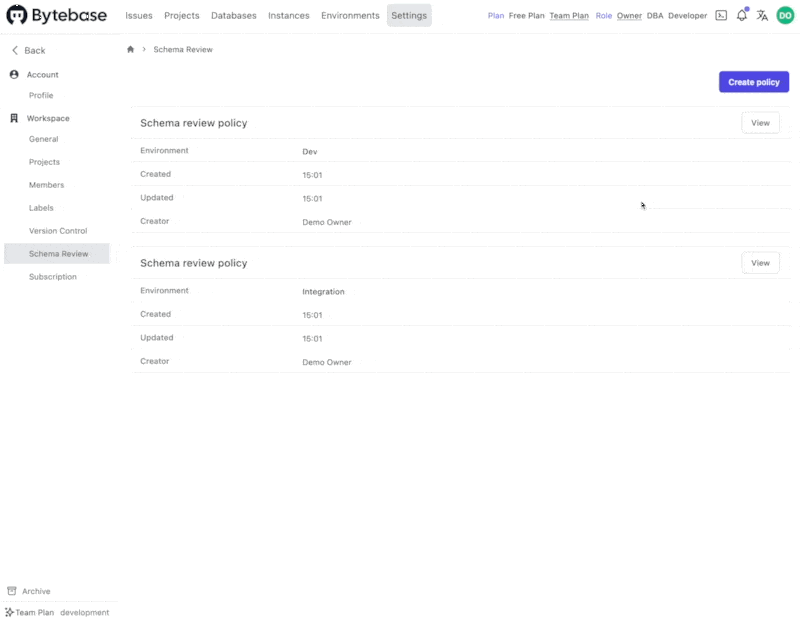 Bytebase Issues Projects Databases Instances Environments Settings Plan Free Plan Team Plan Role Owner DBA Developer DO
Back
Schema Review
Account
Profile
Workspace
General
Projects
Members
Labels
Version Control
Schema Review
Subscription
Create policy
Schema review policy View
Environment Dev
Created 15:01
Updated 15:01
Creator Demo Owner
Schema review policy View
Environment Integration
Created 15:01
Updated 15:01
Creator Demo Owner
Archive
Team Plan development